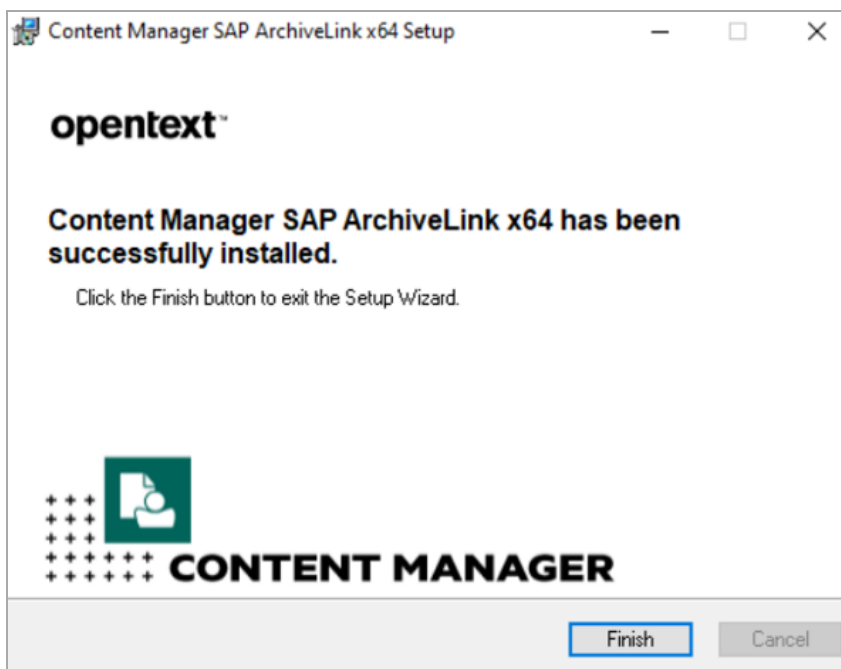 Content Manager SAP ArchiveLink x64 Setup
opentext™
Content Manager SAP ArchiveLink x64 has been
successfully installed.
Click the Finish button to exit the Setup Wizard.
CONTENT MANAGER
Finish
Cancel